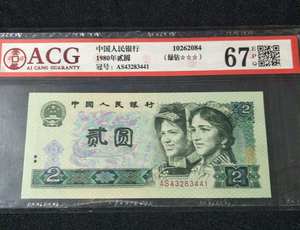 ACG
AI CANG GUARANTY
中国人民银行
1980年贰圆
冠号：AS43283441
10262084
（绿钻☆☆☆）
67 EPQ
中国人民银行
贰圆
2
2
AS43283441